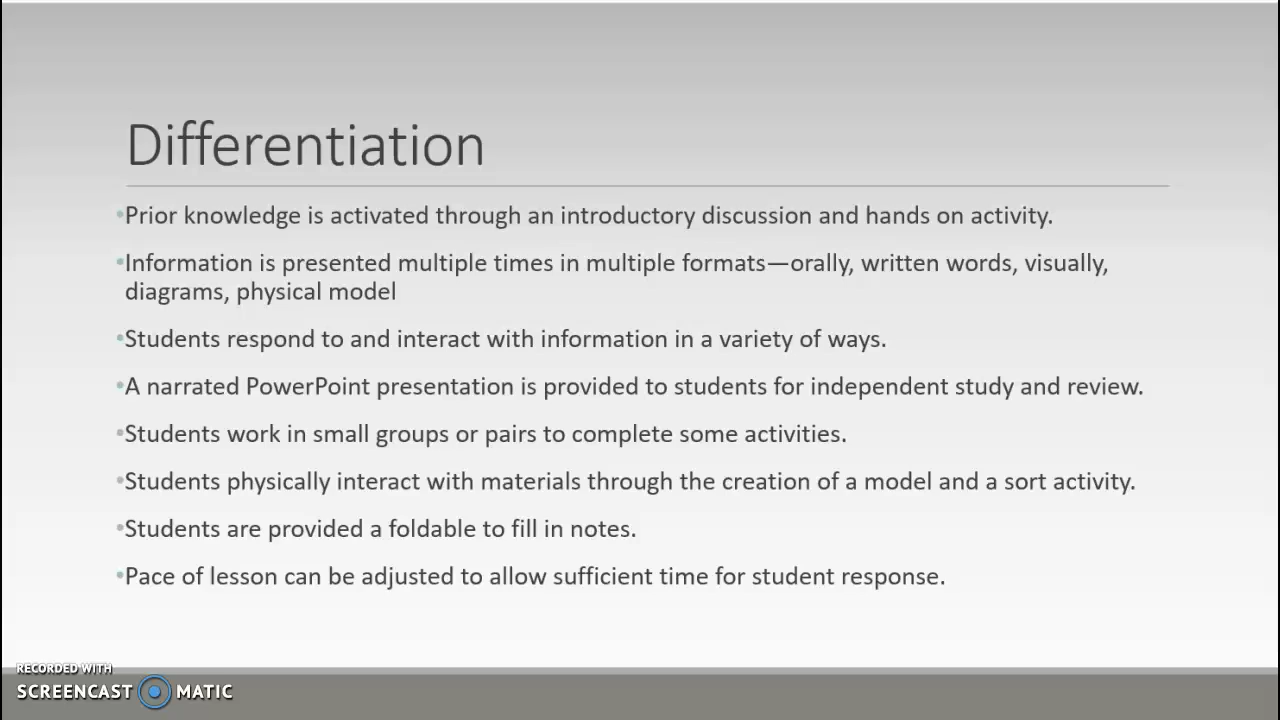 Differentiation
•Prior knowledge is activated through an introductory discussion and hands on activity.
•Information is presented multiple times in multiple formats—orally, written words, visually,
diagrams, physical model
•Students respond to and interact with information in a variety of ways.
•A narrated PowerPoint presentation is provided to students for independent study and review.
•Students work in small groups or pairs to complete some activities.
•Students physically interact with materials through the creation of a model and a sort activity.
•Students are provided a foldable to fill in notes.
•Pace of lesson can be adjusted to allow sufficient time for student response.
RECORDED WITH
SCREENCAST MATIC